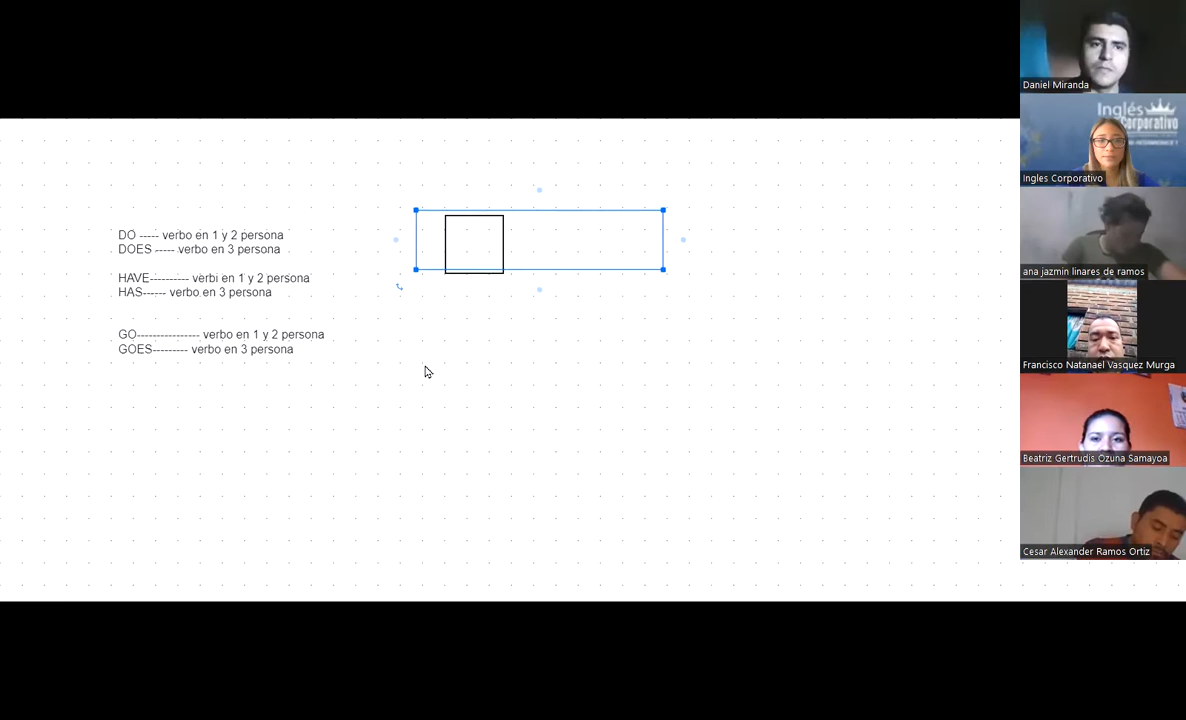 DO ----- verbo en 1 y 2 persona
DOES ----- verbo en 3 persona
HAVE---------- verbi en 1 y 2 persona
HAS------ verbo en 3 persona
GO---------------- verbo en 1 y 2 persona
GOES--------- verbo en 3 persona
Daniel Miranda
Inglés
Corporativo
Ingles Corporativo
ana jazmin linares de ramos
Francisco Natanael Vasquez Murga
Beatriz Gertrudis Ozuna Samayoa
Cesar Alexander Ramos Ortiz